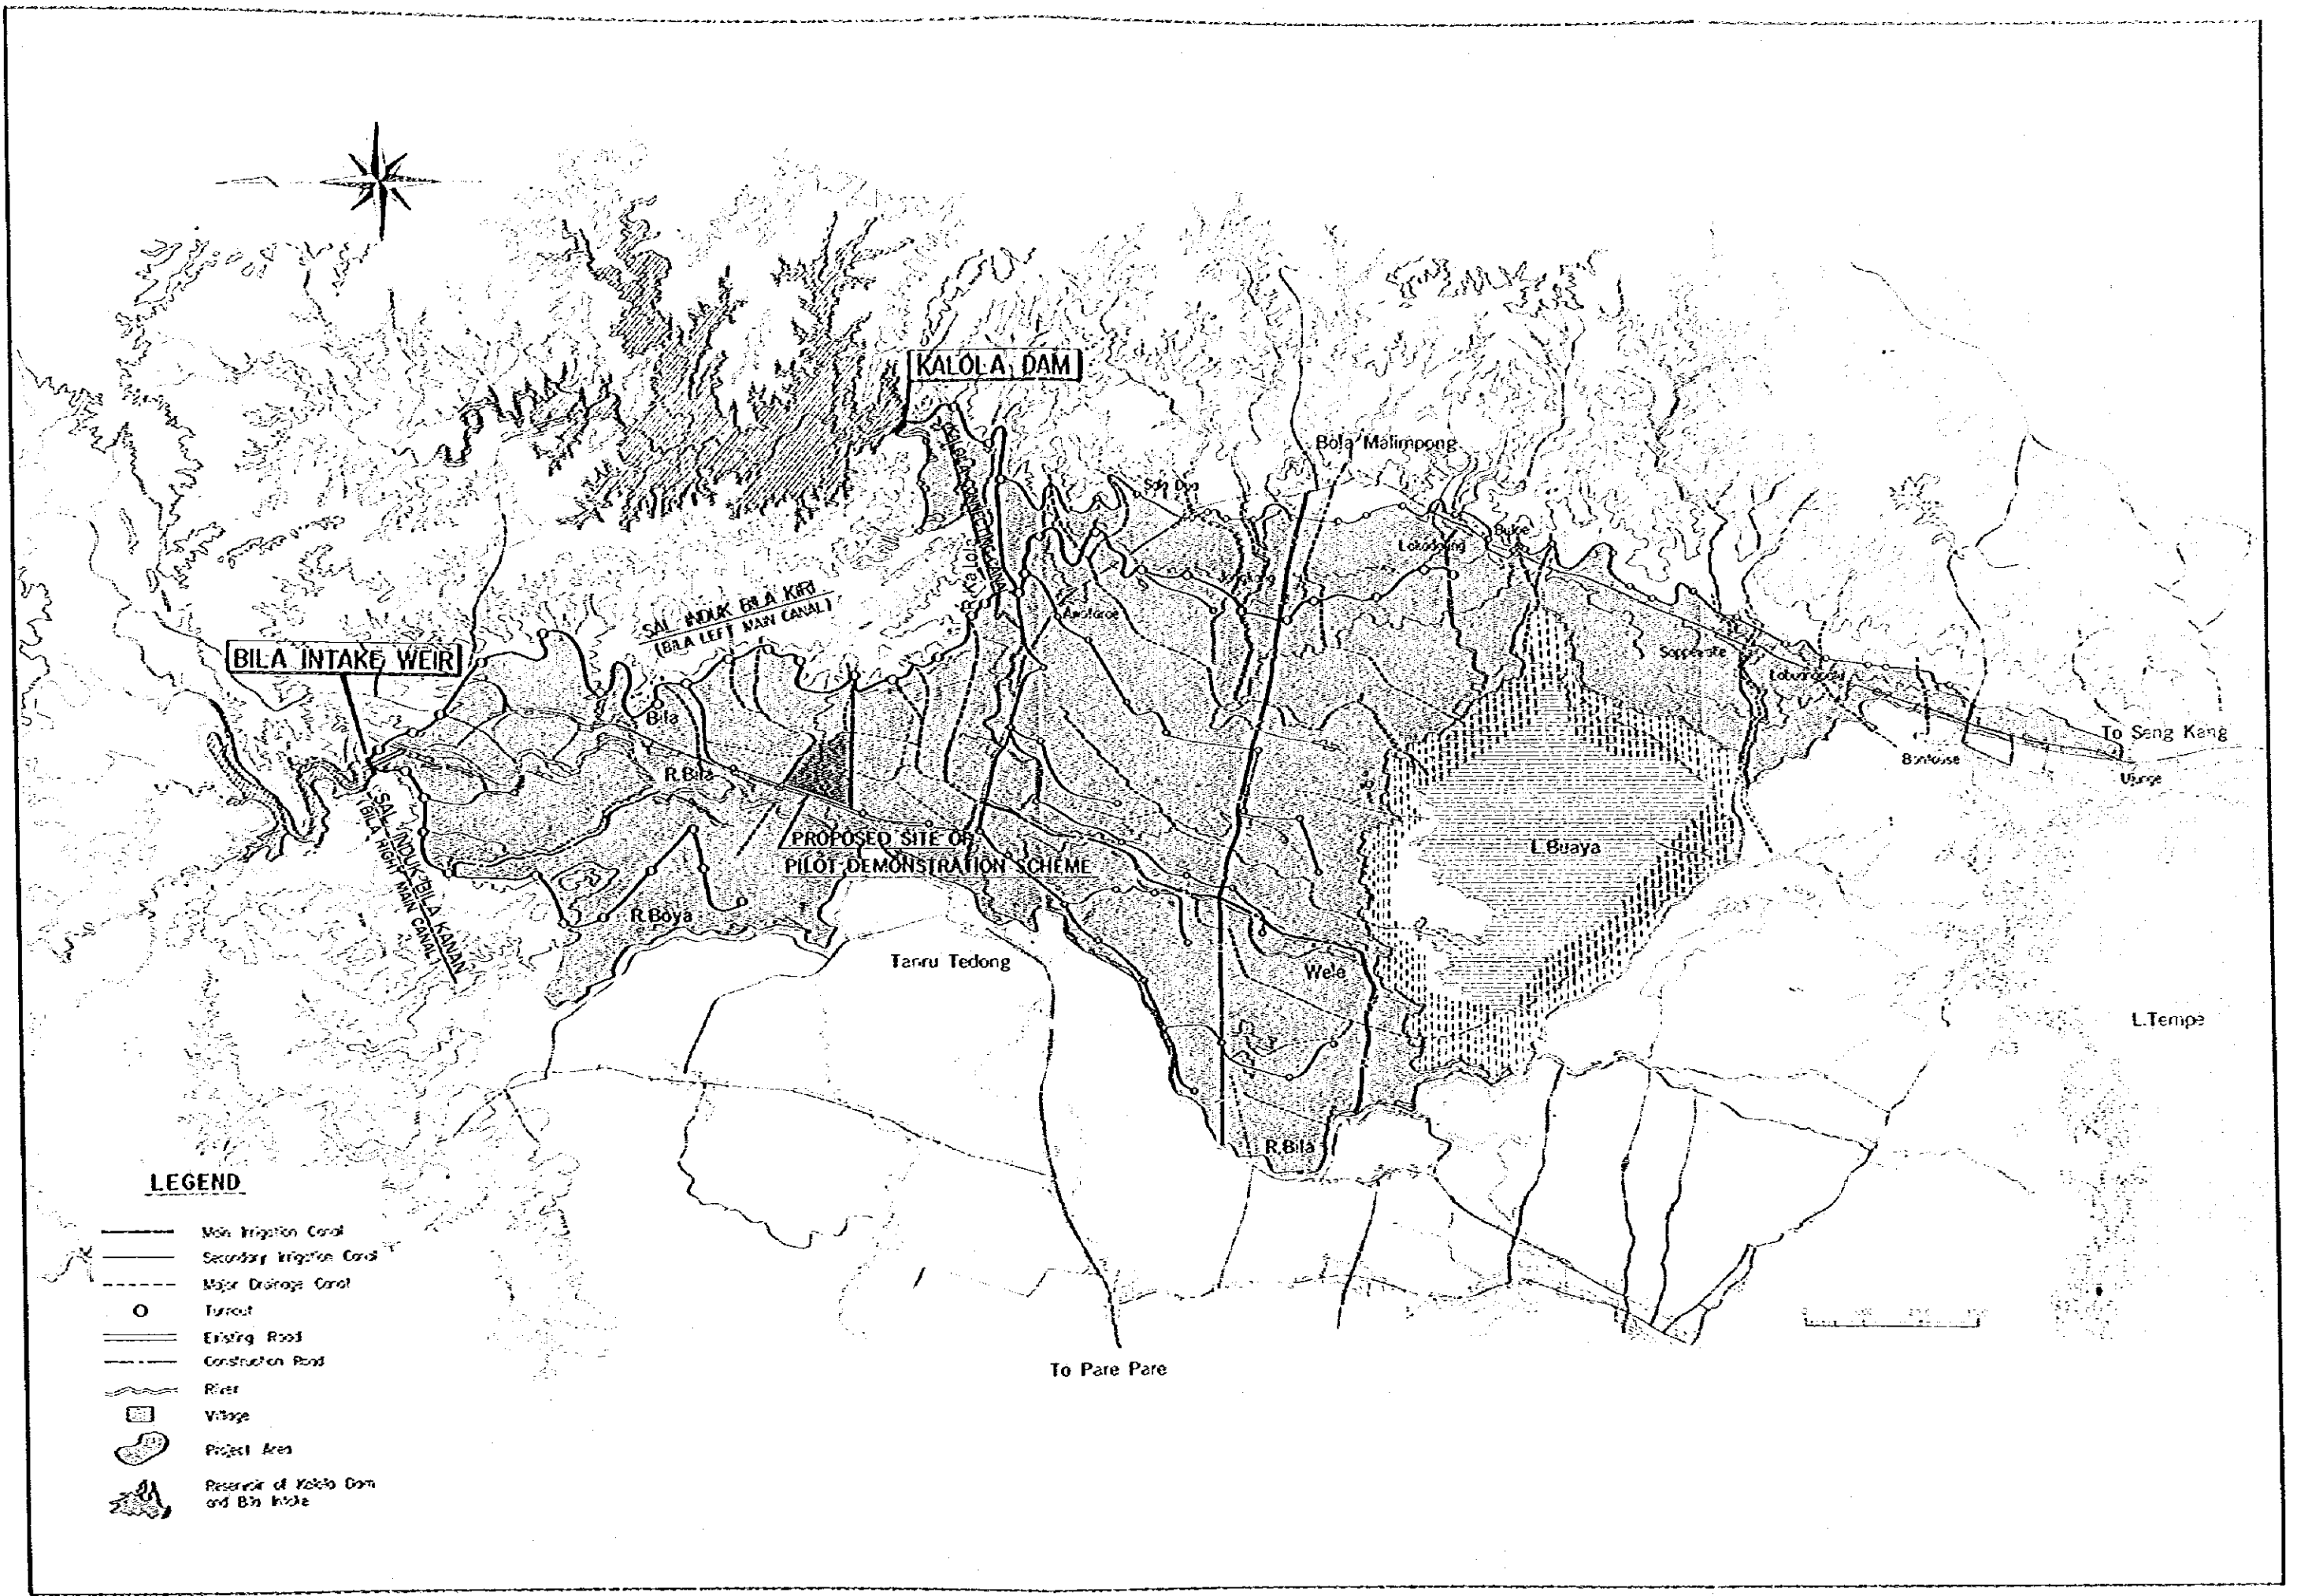 KALOLA DAM
Bola Malimpong
SAL. INDUK BILA KIRI
(BILA LEFT MAIN CANAL)
BILA INTAKE WEIR
Bila
R.Bila
To Seng Kang
Ujunge
SAL. INDUK BILA KANAN
(BILA RIGHT MAIN CANAL)
PROPOSED SITE OF
PILOT DEMONSTRATION SCHEME
L.Buaya
R.Boya
Tanru Tedong
Wele
L.Tempe
R.Bila
LEGEND
Main Irrigation Canal
Secondary Irrigation Canal
Major Drainage Canal
Turnout
Existing Road
Construction Road
River
Village
Project Area
Reservoir of Kalola Dam
and Bila Intake
To Pare Pare